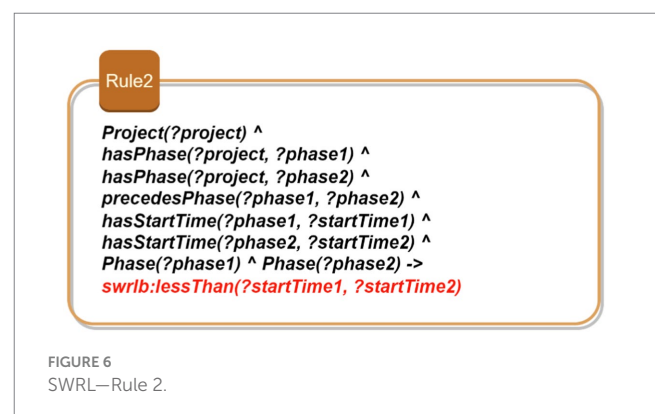 Rule2
Project(?project) ^
hasPhase(?project, ?phase1) ^
hasPhase(?project, ?phase2) ^
precedesPhase(?phase1, ?phase2) ^
hasStartTime(?phase1, ?startTime1) ^
hasStartTime(?phase2, ?startTime2) ^
Phase(?phase1) ^ Phase(?phase2) ->
swrlb:lessThan(?startTime1, ?startTime2)
FIGURE 6
SWRL—Rule 2.